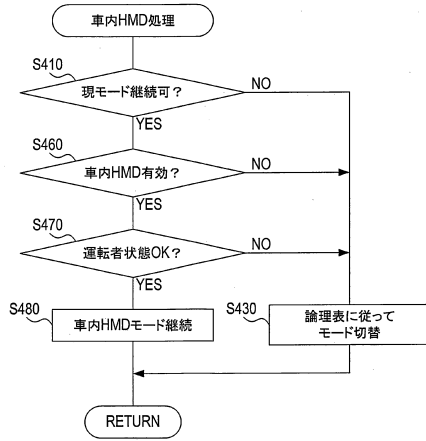 車内HMD処理
S410
現モード継続可？
NO
YES
S460
車内HMD有効？
NO
YES
S470
運転者状態OK？
NO
YES
S480
車内HMDモード継続
S430
論理表に従って
モード切替
RETURN